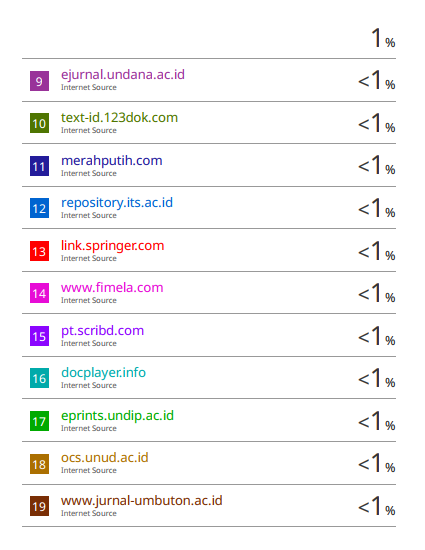 1%
9 ejurnal.undana.ac.id <1%
Internet Source
10 text-id.123dok.com <1%
Internet Source
11 merahputih.com <1%
Internet Source
12 repository.its.ac.id <1%
Internet Source
13 link.springer.com <1%
Internet Source
14 www.fimela.com <1%
Internet Source
15 pt.scribd.com <1%
Internet Source
16 docplayer.info <1%
Internet Source
17 eprints.undip.ac.id <1%
Internet Source
18 ocs.unud.ac.id <1%
Internet Source
19 www.jurnal-umbuton.ac.id <1%
Internet Source